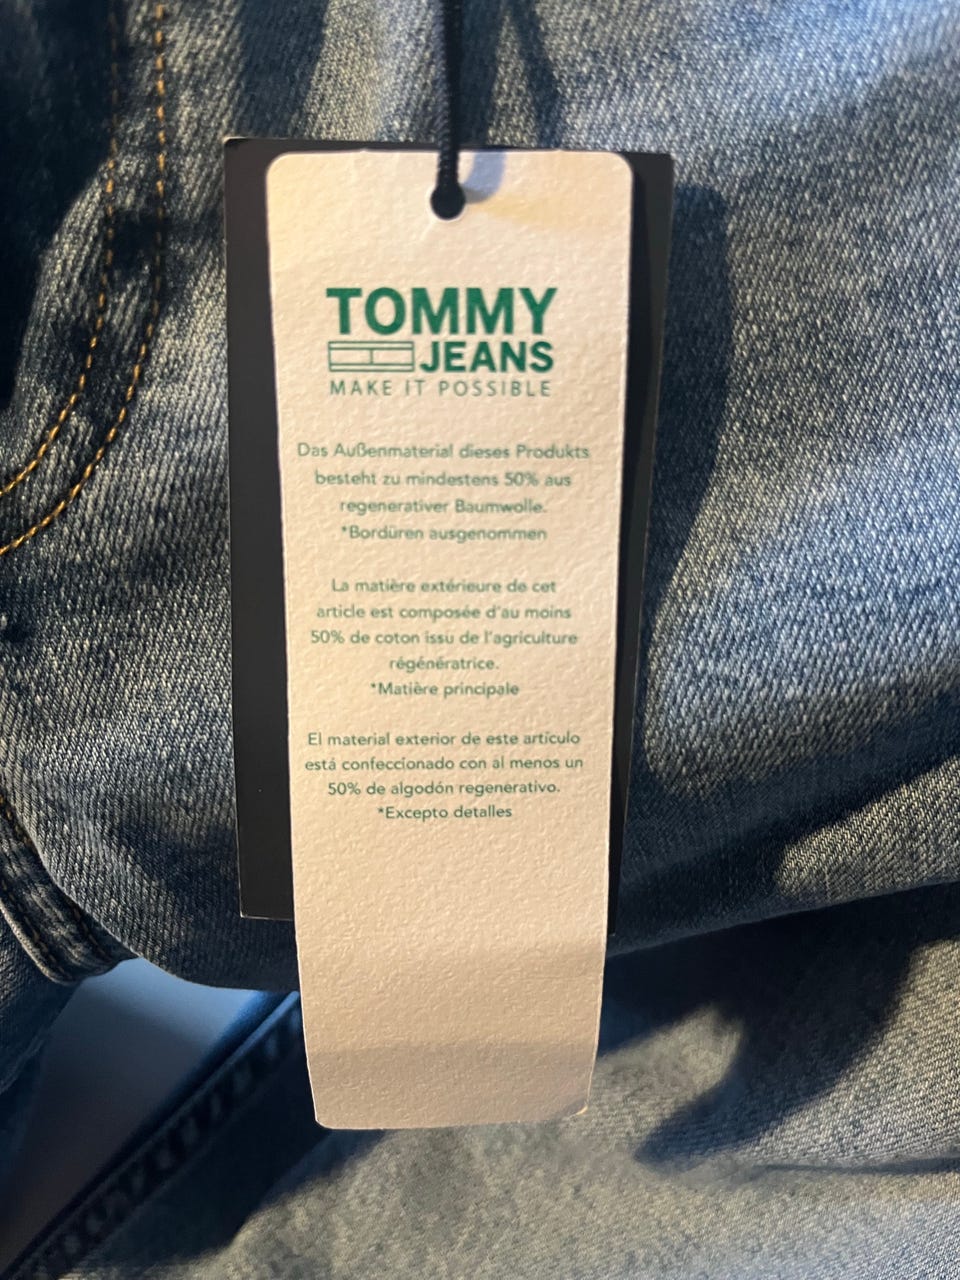 TOMMY
JEANS
MAKE IT POSSIBLE
Das Außenmaterial dieses Produkts
besteht zu mindestens 50% aus
regenerativer Baumwolle.
*Bordüren ausgenommen
La matière extérieure de cet
article est composée d'au moins
50% de coton issu de l'agriculture
régénératrice.
*Matière principale
El material exterior de este artículo
está confeccionado con al menos un
50% de algodón regenerativo.
*Excepto detalles